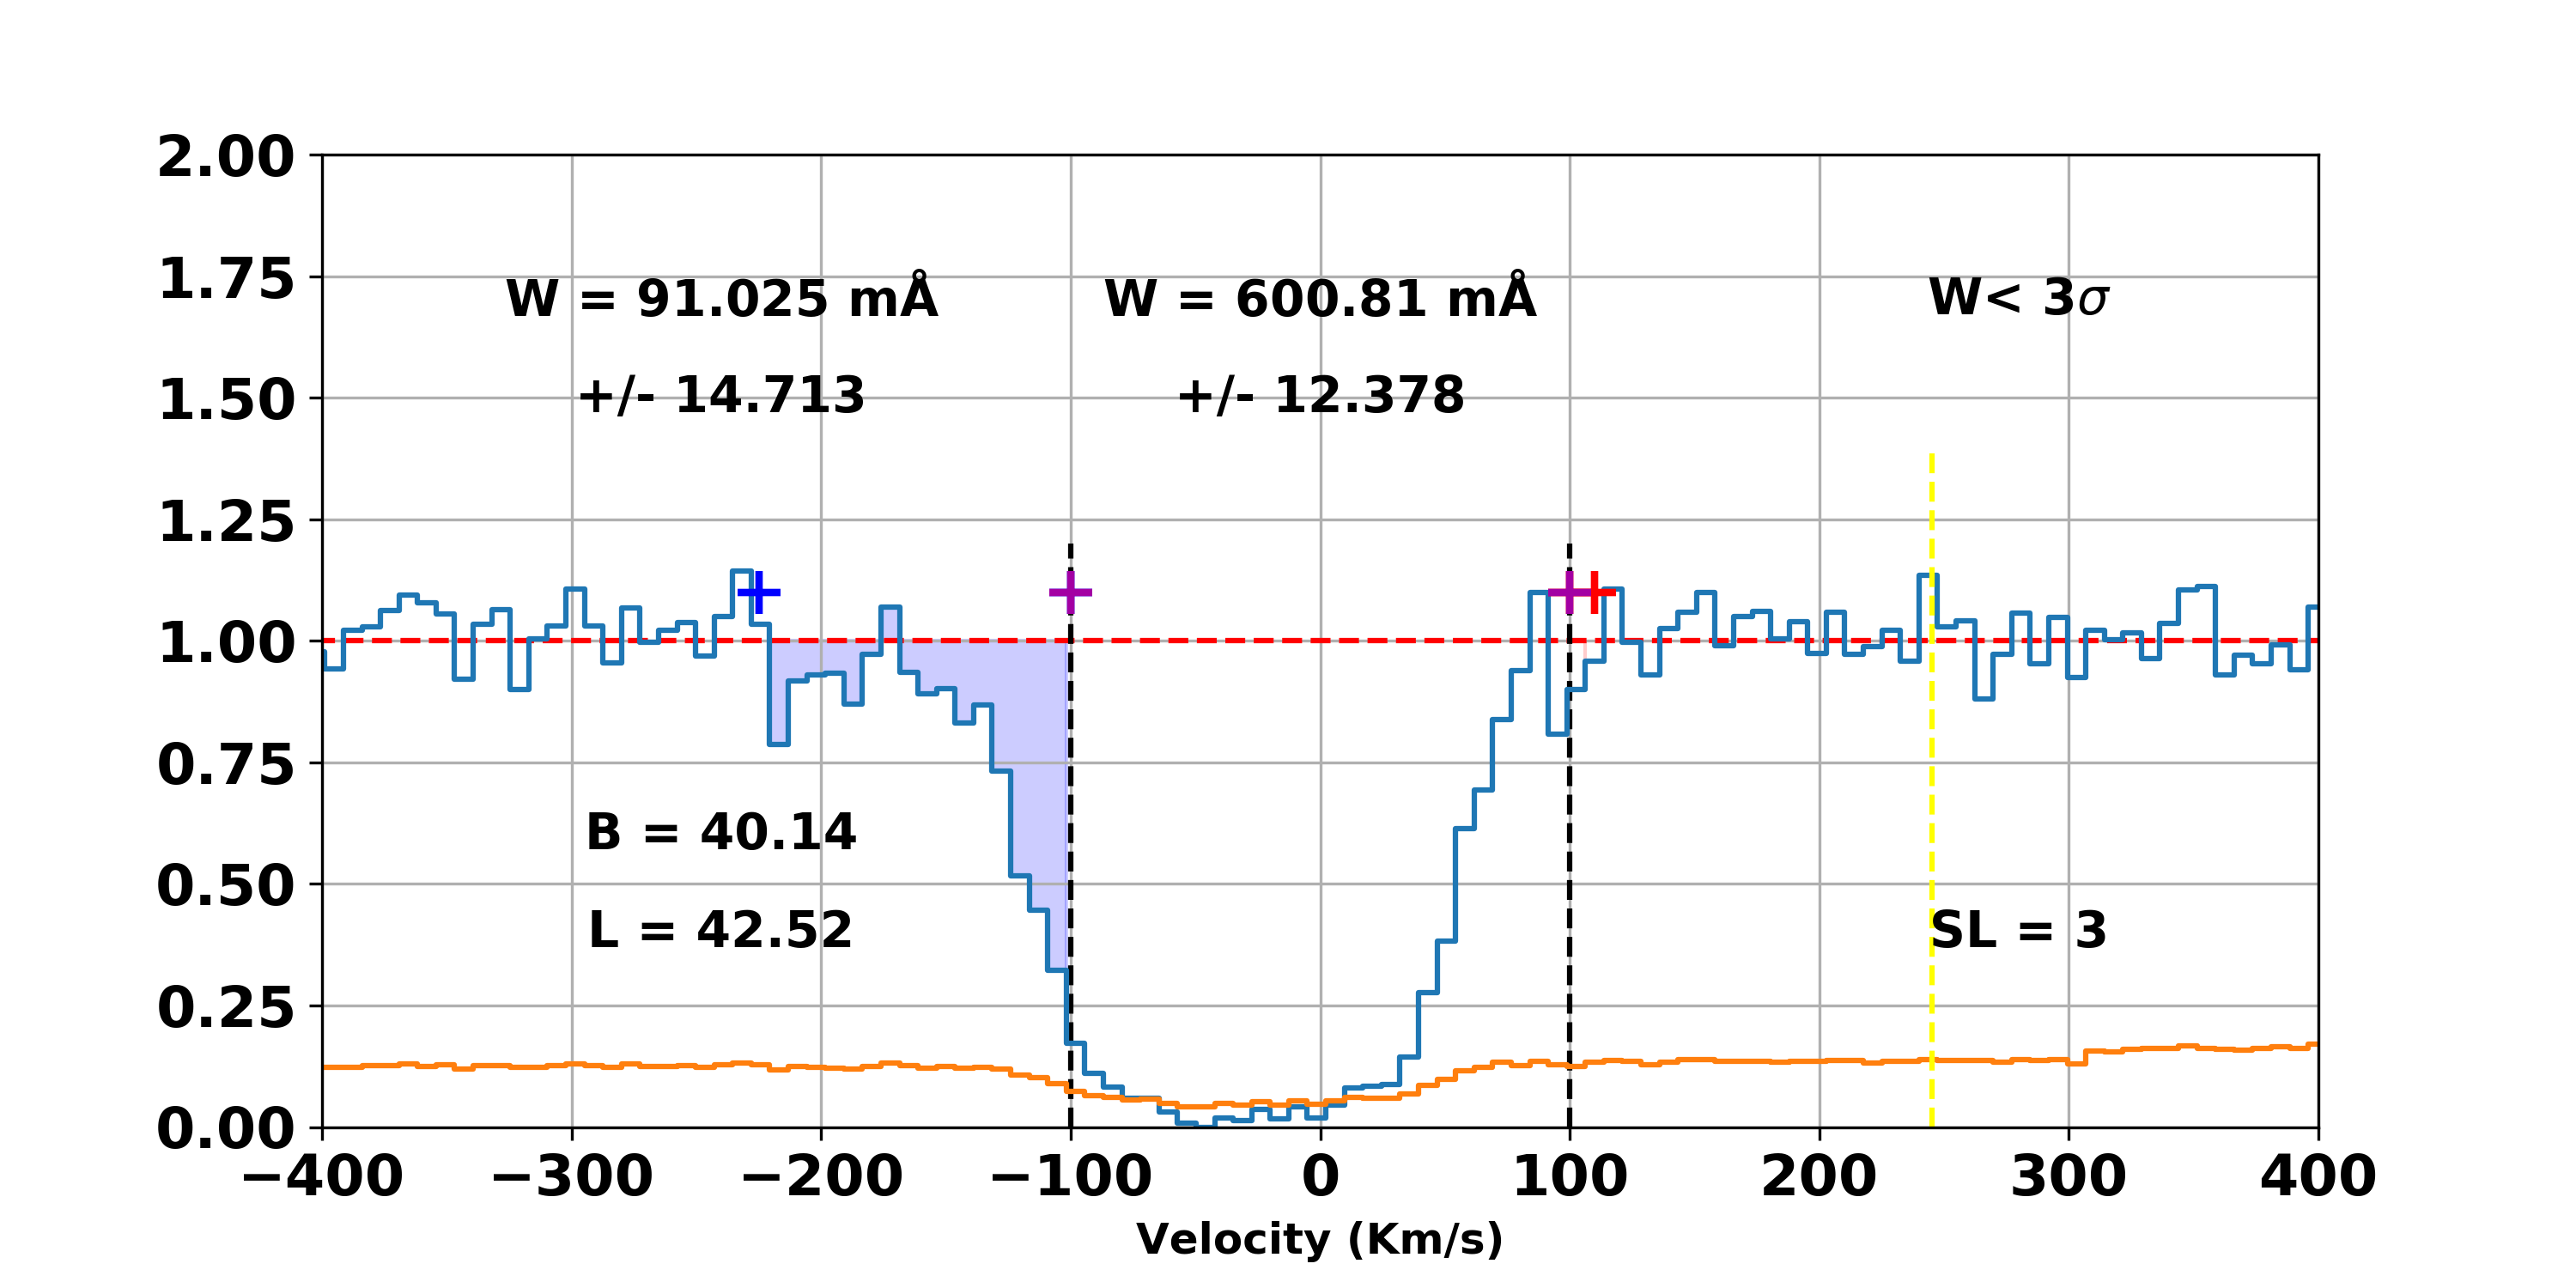 2.00
1.75
1.50
1.25
1.00
0.75
0.50
0.25
0.00
W = 91.025 mÅ
+/- 14.713
W = 600.81 mÅ
+/- 12.378
W< 3σ
B = 40.14
L = 42.52
SL = 3
−400 −300 −200 −100 0 100 200 300 400
Velocity (Km/s)